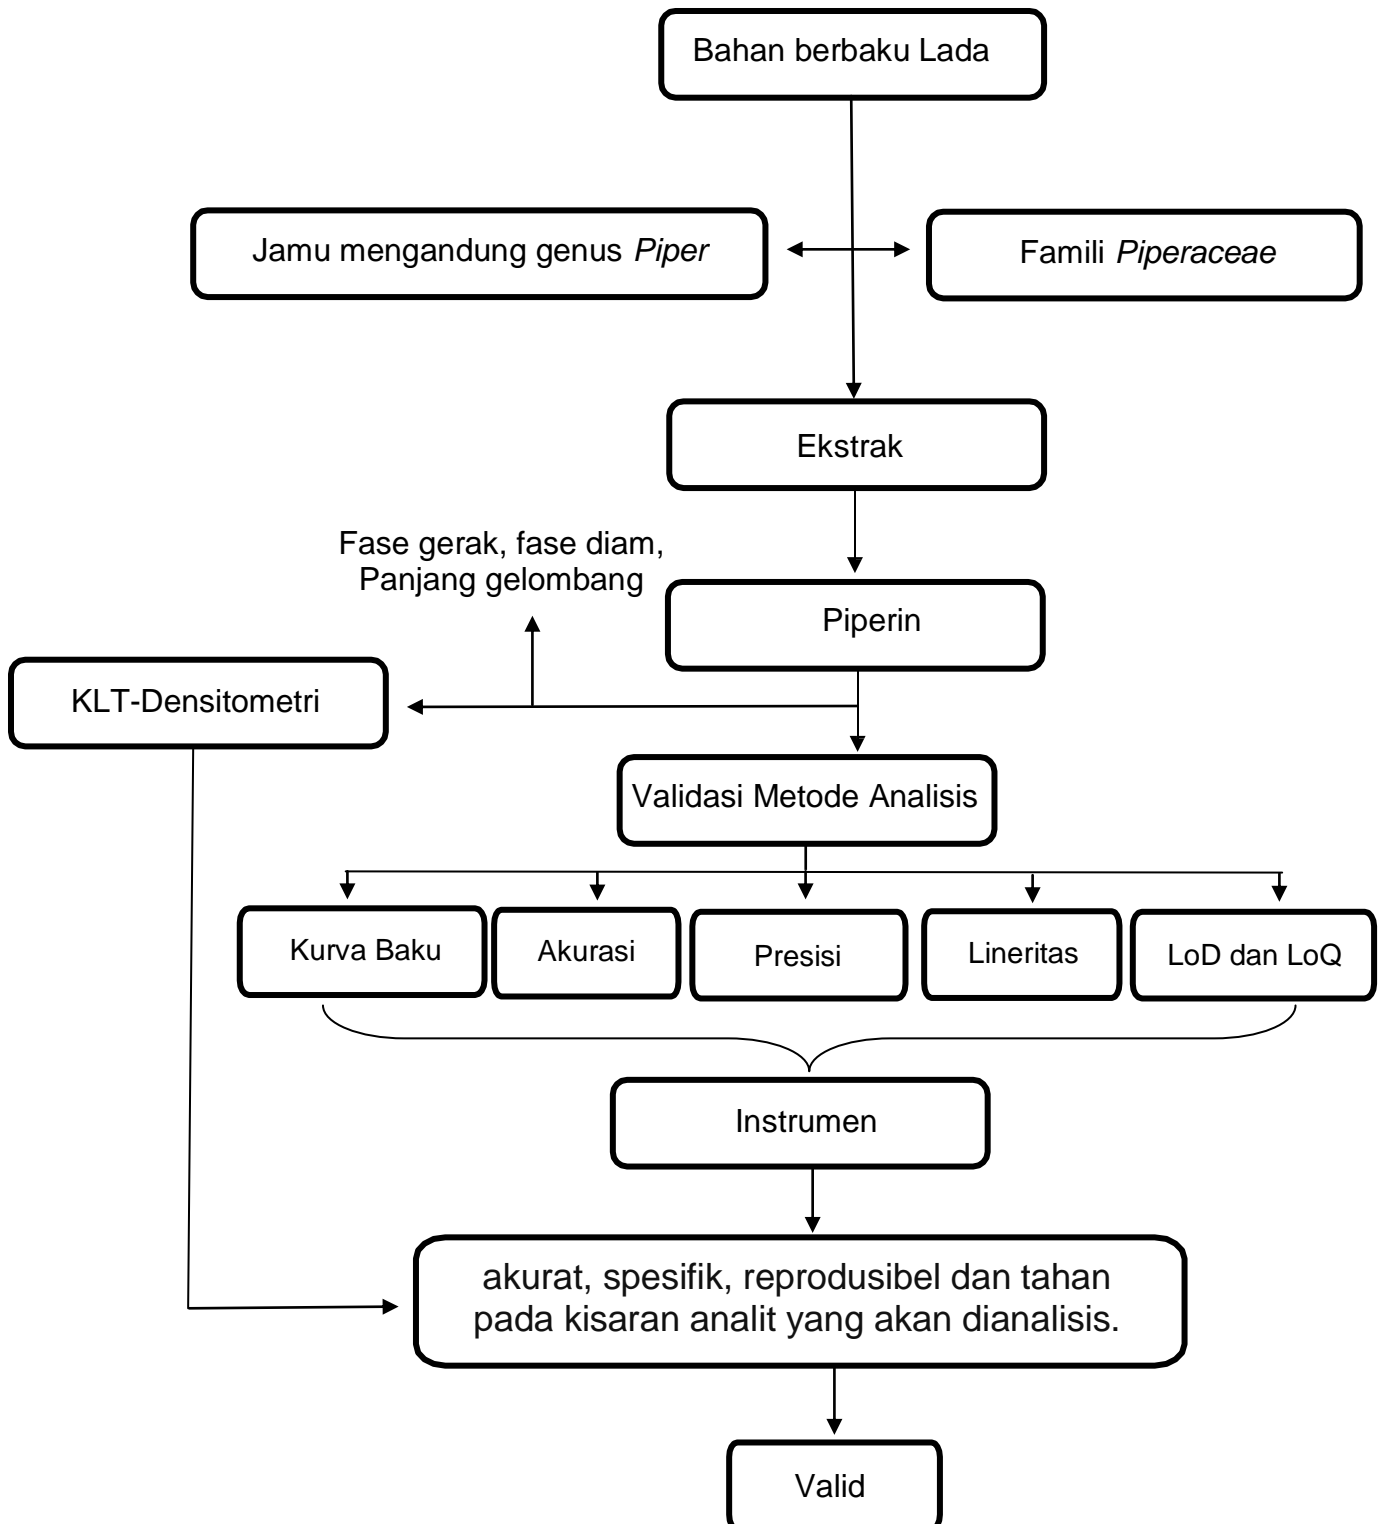 Bahan berbaku Lada
Jamu mengandung genus Piper
Famili Piperaceae
Ekstrak
Fase gerak, fase diam,
Panjang gelombang
Piperin
KLT-Densitometri
Validasi Metode Analisis
Kurva Baku
Akurasi
Presisi
Lineritas
LoD dan LoQ
Instrumen
akurat, spesifik, reprodusibel dan tahan
pada kisaran analit yang akan dianalisis.
Valid